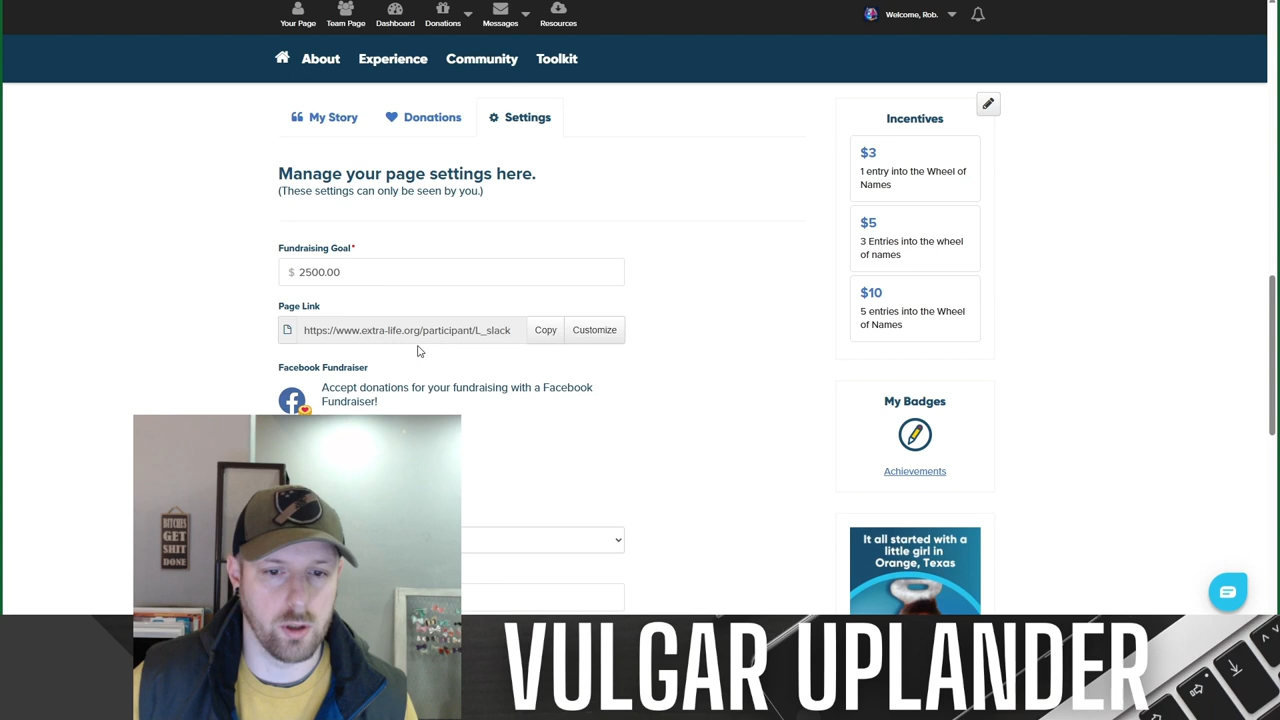 Your Page
Team Page
Dashboard
Donations
Messages
Resources
Welcome, Rob.
About
Experience
Community
Toolkit
My Story
Donations
Settings
Manage your page settings here.
(These settings can only be seen by you.)
Fundraising Goal*
$ 2500.00
Page Link
https://www.extra-life.org/participant/L_slack
Copy
Customize
Facebook Fundraiser
Accept donations for your fundraising with a Facebook
Fundraiser!
Incentives
$3
1 entry into the Wheel of
Names
$5
3 Entries into the wheel
of names
$10
5 entries into the Wheel
of Names
My Badges
Achievements
It all started with a
little girl in
Orange, Texas
BITCHES
GET
SHIT
DONE
VULGAR UPLANDER